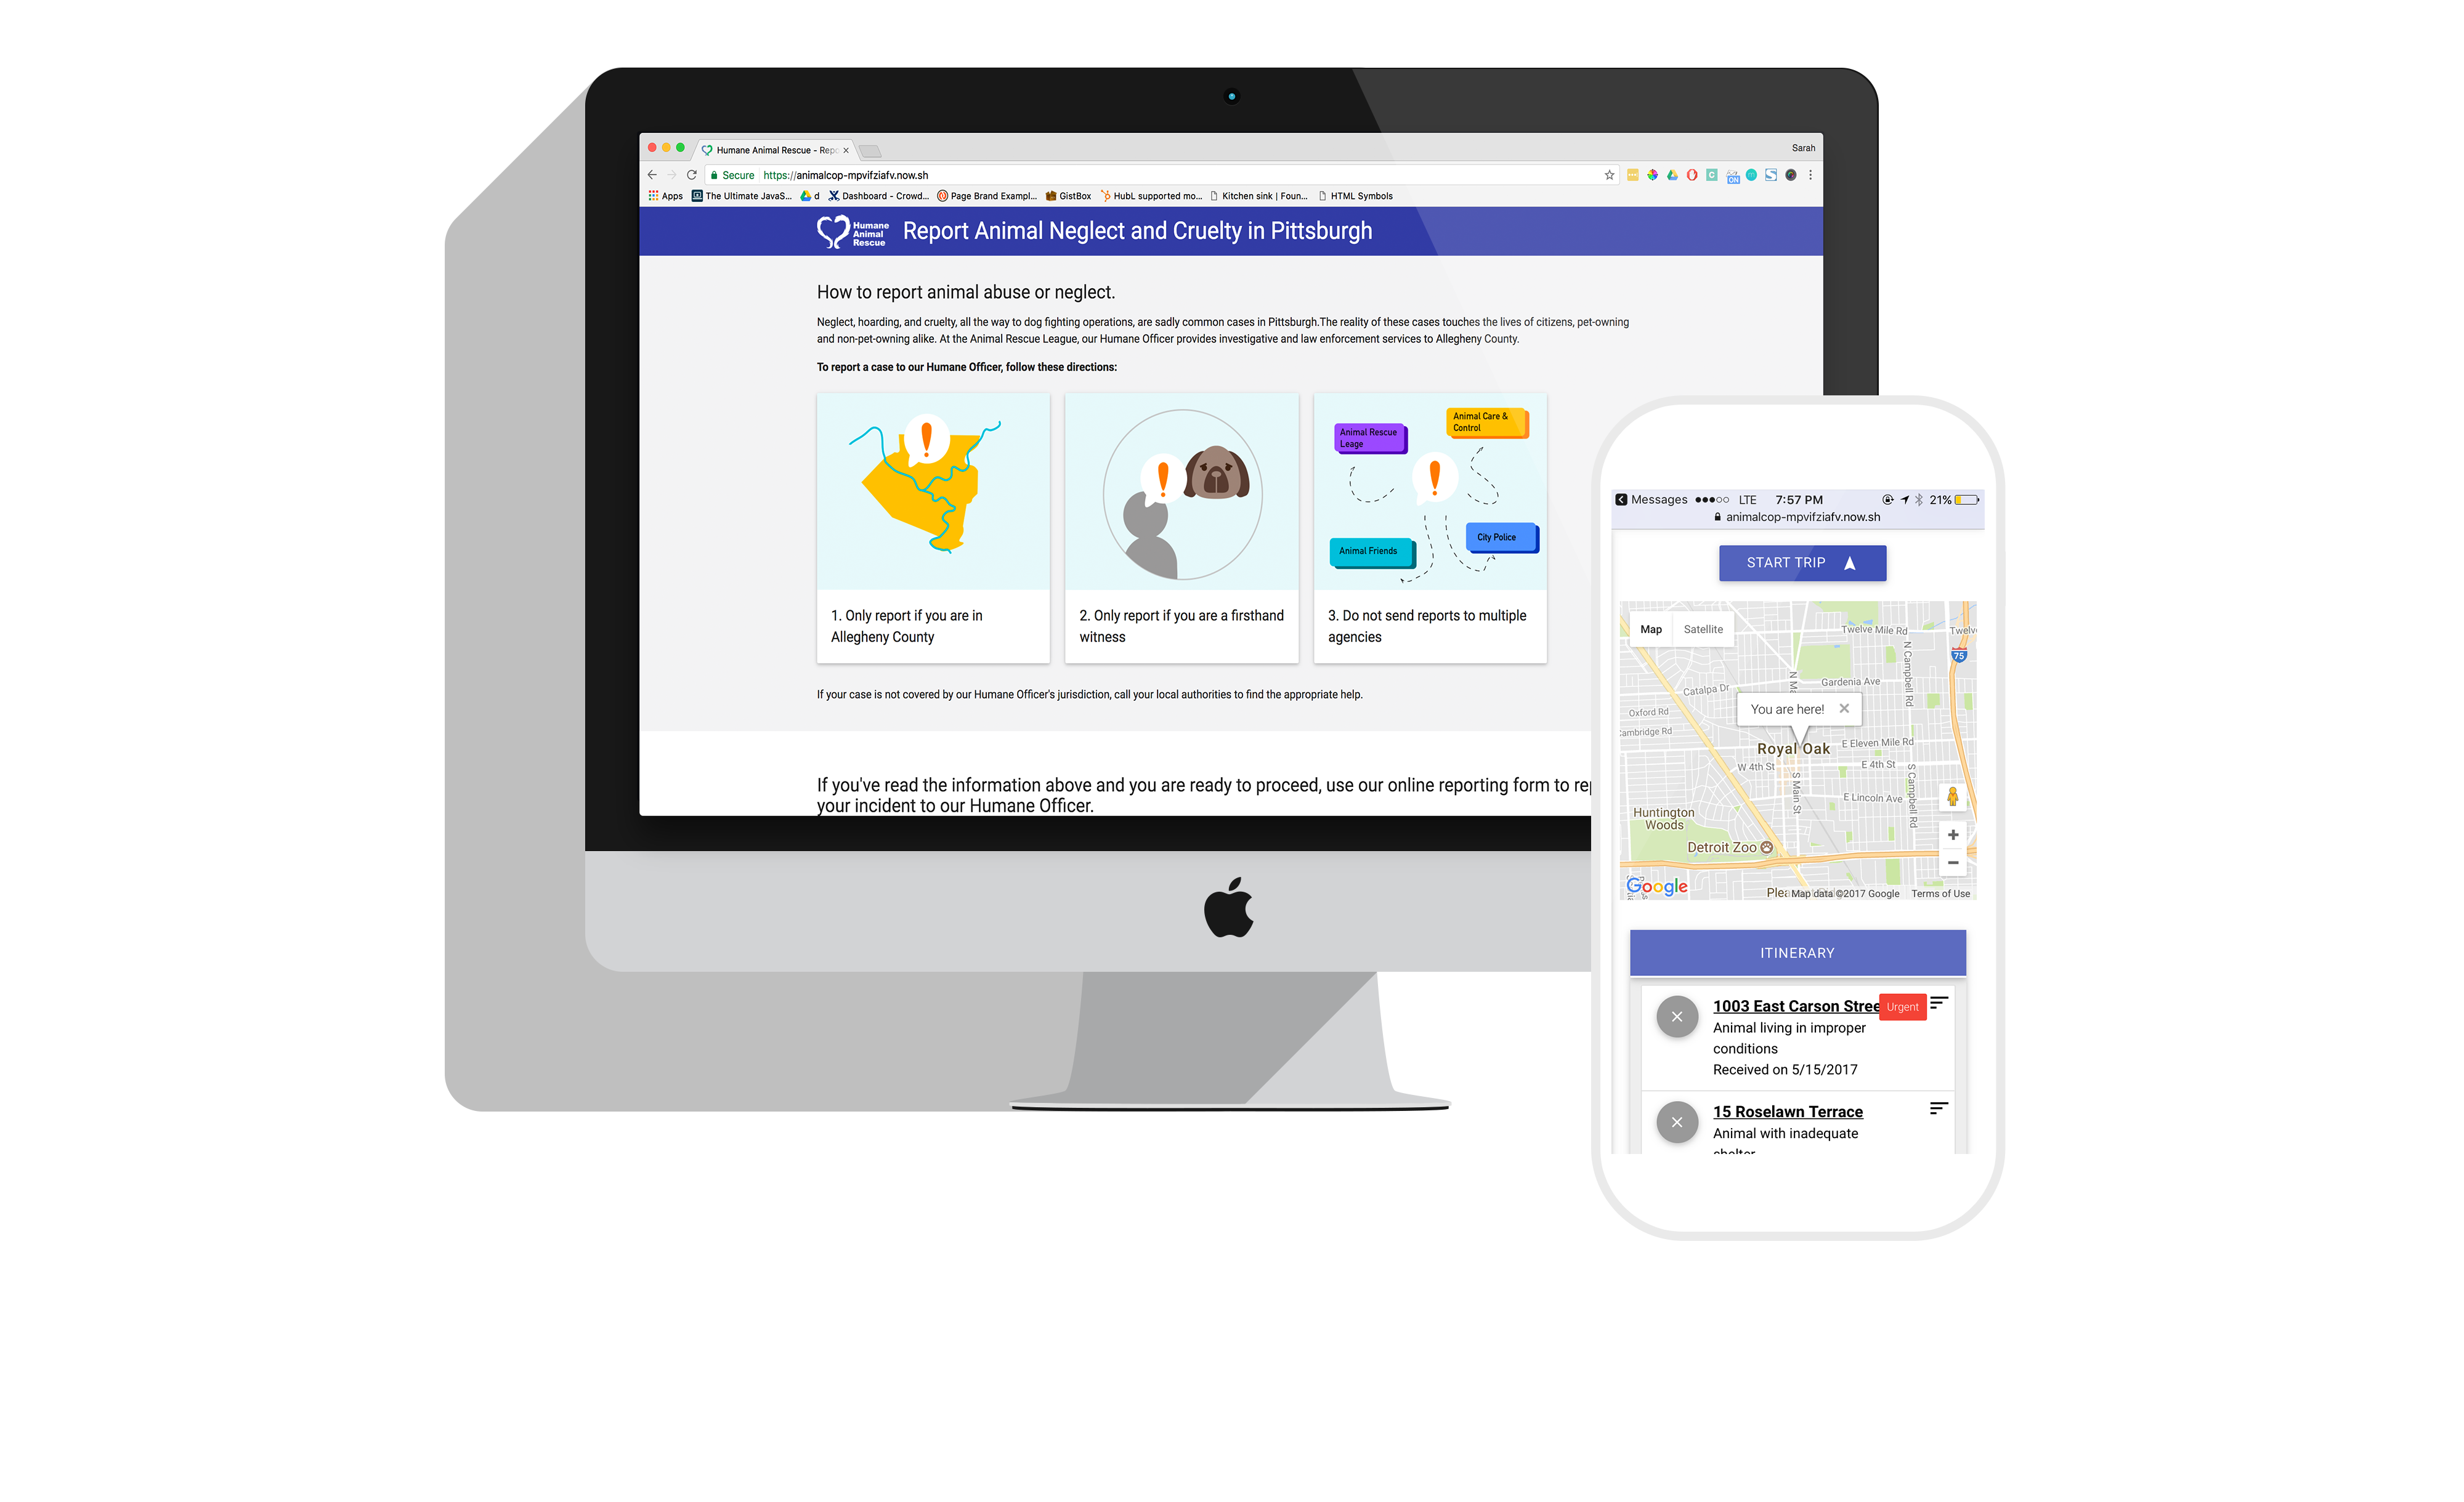 Humane Animal Rescue - Repo
Sarah
Secure https://animalcop-mpvifziafv.now.sh
Apps The Ultimate JavaS... d Dashboard - Crowd... Page Brand Exampl... GistBox HubL supported mo... Kitchen sink | Foun... HTML Symbols
Humane
Animal
Rescue
Report Animal Neglect and Cruelty in Pittsburgh
How to report animal abuse or neglect.
Neglect, hoarding, and cruelty, all the way to dog fighting operations, are sadly common cases in Pittsburgh.The reality of these cases touches the lives of citizens, pet-owning
and non-pet-owning alike. At the Animal Rescue League, our Humane Officer provides investigative and law enforcement services to Allegheny County.
To report a case to our Humane Officer, follow these directions:
Animal Rescue
Leage
Animal Care &
Control
Animal Friends
City Police
1. Only report if you are in
Allegheny County
2. Only report if you are a firsthand
witness
3. Do not send reports to multiple
agencies
If your case is not covered by our Humane Officer's jurisdiction, call your local authorities to find the appropriate help.
If you've read the information above and you are ready to proceed, use our online reporting form to rep
your incident to our Humane Officer.
Messages LTE 7:57 PM 21%
animalcop-mpvifziafv.now.sh
START TRIP
Map Satellite
Twelve Mile Rd
Twelv
75
N Campbell Rd
N Ma
Gardenia Ave
Catalpa Dr
You are here!
Oxford Rd
Cambridge Rd
Royal Oak
E Eleven Mile Rd
W 4th St
E 4th St
S Main St
S Campbell Rd
E Lincoln Ave
Huntington
Woods
Detroit Zoo
Google
Plea Map data ©2017 Google Terms of Use
ITINERARY
1003 East Carson Stree
Urgent
Animal living in improper
conditions
Received on 5/15/2017
15 Roselawn Terrace
Animal with inadequate
shelter